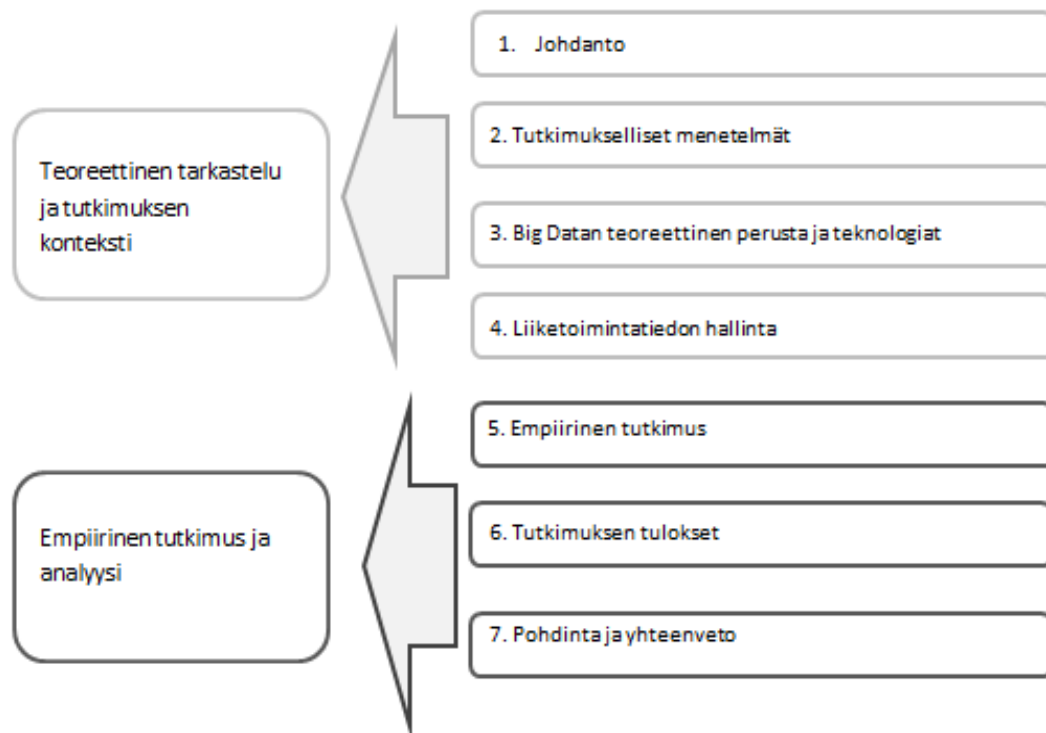 1. Johdanto
2. Tutkimukselliset menetelmät
Teoreettinen tarkastelu
ja tutkimuksen
konteksti
3. Big Datan teoreettinen perusta ja teknologiat
4. Liiketoimintatiedon hallinta
5. Empiirinen tutkimus
6. Tutkimuksen tulokset
Empiirinen tutkimus ja
analyysi
7. Pohdinta ja yhteenveto